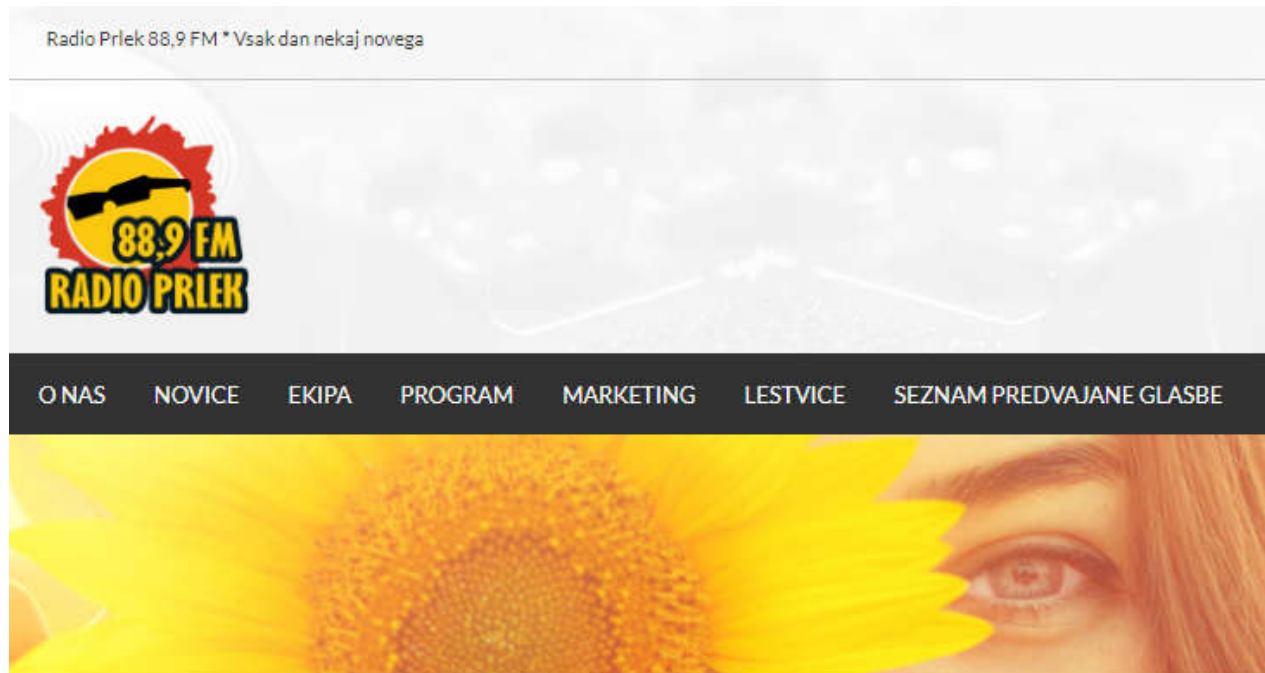 Radio Prlek 88,9 FM * Vsak dan nekaj novega
88,9 FM
RADIO PRLEK
O NAS NOVICE EKIPA PROGRAM MARKETING LESTVICE SEZNAM PREDVAJANE GLASBE